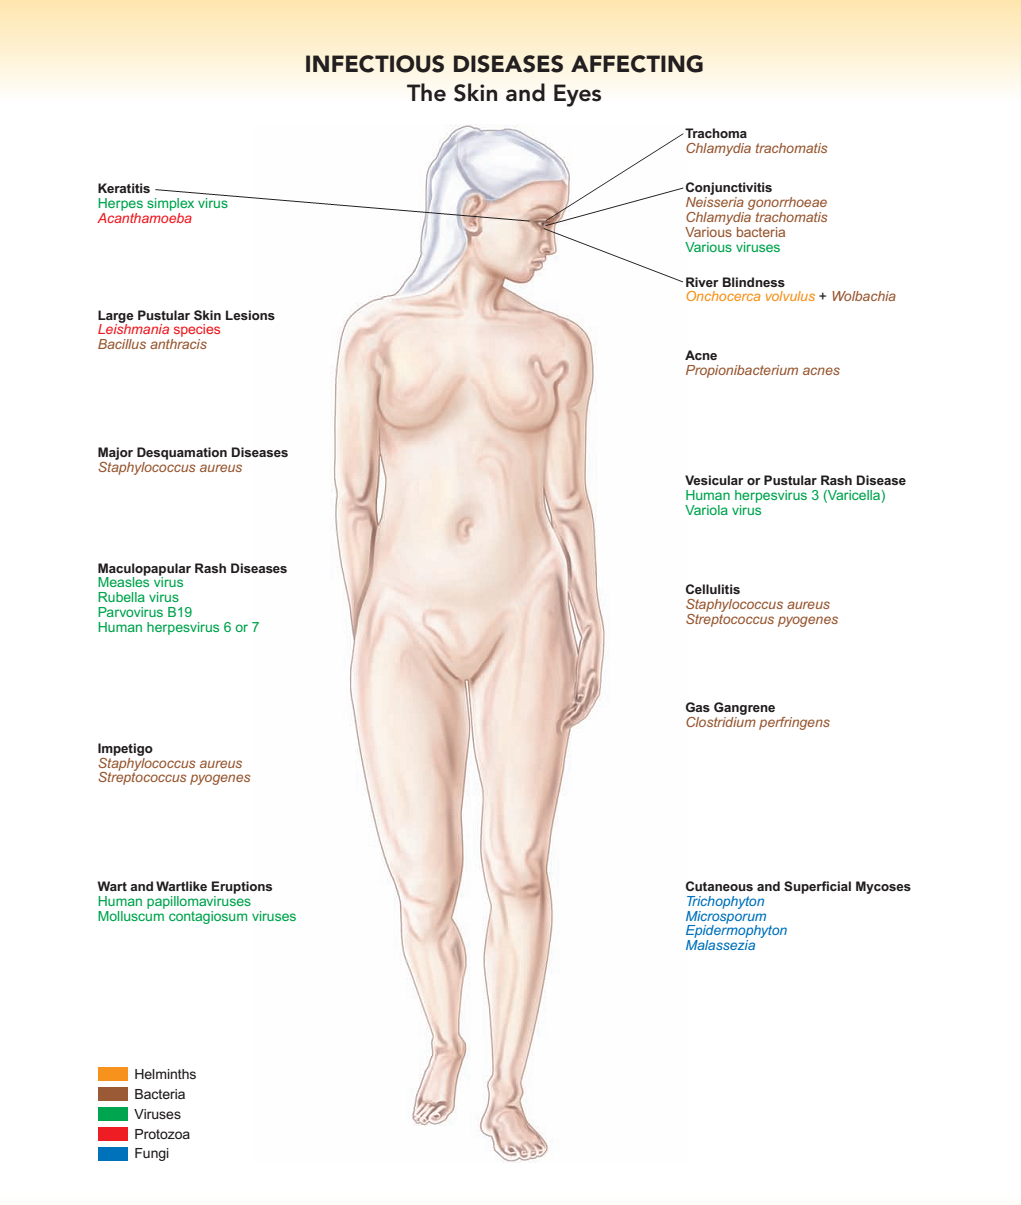 INFECTIOUS DISEASES AFFECTING
The Skin and Eyes
Keratitis
Herpes simplex virus
Acanthamoeba
Large Pustular Skin Lesions
Leishmania species
Bacillus anthracis
Major Desquamation Diseases
Staphylococcus aureus
Maculopapular Rash Diseases
Measles virus
Rubella virus
Parvovirus B19
Human herpesvirus 6 or 7
Impetigo
Staphylococcus aureus
Streptococcus pyogenes
Wart and Wartlike Eruptions
Human papillomaviruses
Molluscum contagiosum viruses
Trachoma
Chlamydia trachomatis
Conjunctivitis
Neisseria gonorrhoeae
Chlamydia trachomatis
Various bacteria
Various viruses
River Blindness
Onchocerca volvulus + Wolbachia
Acne
Propionibacterium acnes
Vesicular or Pustular Rash Disease
Human herpesvirus 3 (Varicella)
Variola virus
Cellulitis
Staphylococcus aureus
Streptococcus pyogenes
Gas Gangrene
Clostridium perfringens
Cutaneous and Superficial Mycoses
Trichophyton
Microsporum
Epidermophyton
Malassezia
Helminths
Bacteria
Viruses
Protozoa
Fungi